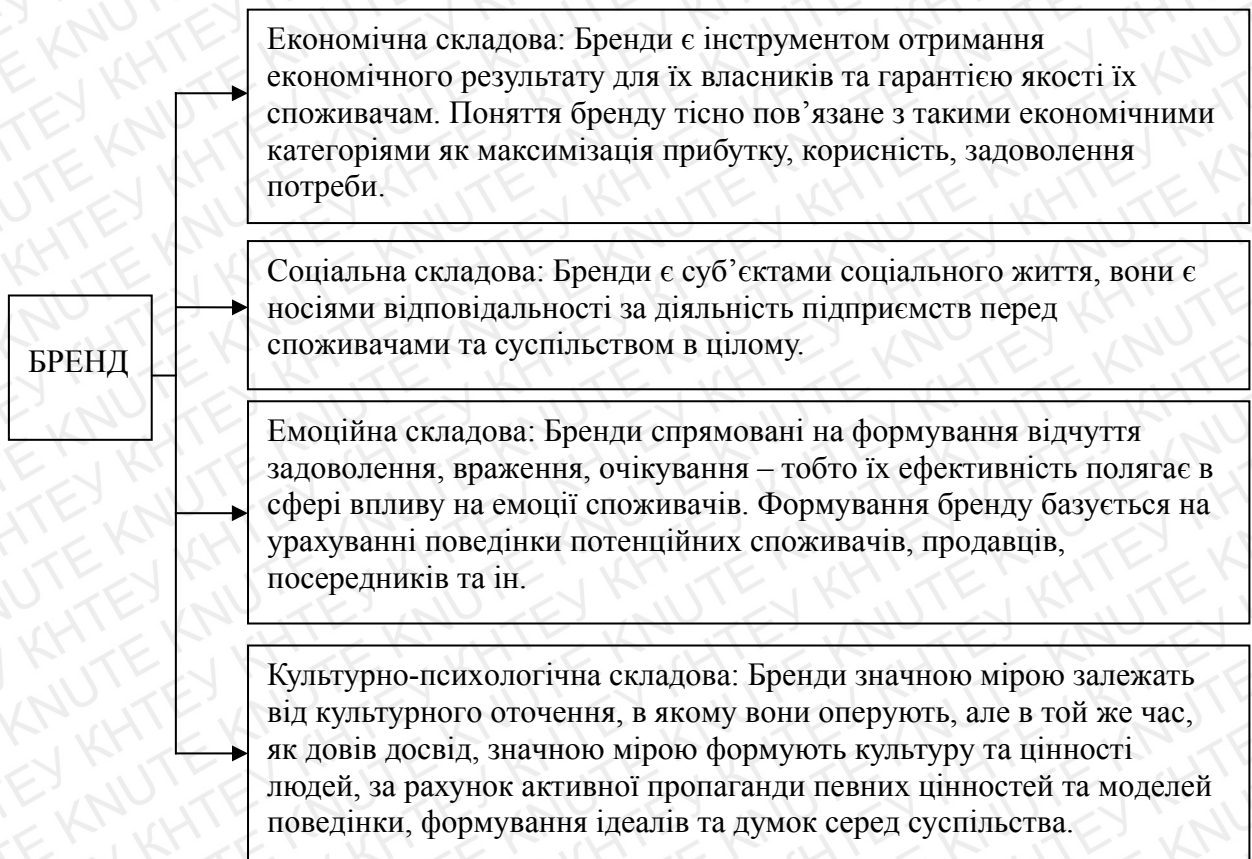 Економічна складова: Бренди є інструментом отримання
економічного результату для їх власників та гарантією якості їх
споживачам. Поняття бренду тісно пов’язане з такими економічними
категоріями як максимізація прибутку, корисність, задоволення
потреби.
Соціальна складова: Бренди є суб’єктами соціального життя, вони є
носіями відповідальності за діяльність підприємств перед
споживачами та суспільством в цілому.
БРЕНД
Емоційна складова: Бренди спрямовані на формування відчуття
задоволення, враження, очікування – тобто їх ефективність полягає в
сфері впливу на емоції споживачів. Формування бренду базується на
урахуванні поведінки потенційних споживачів, продавців,
посередників та ін.
Культурно-психологічна складова: Бренди значною мірою залежать
від культурного оточення, в якому вони оперують, але в той же час,
як довів досвід, значною мірою формують культуру та цінності
людей, за рахунок активної пропаганди певних цінностей та моделей
поведінки, формування ідеалів та думок серед суспільства.